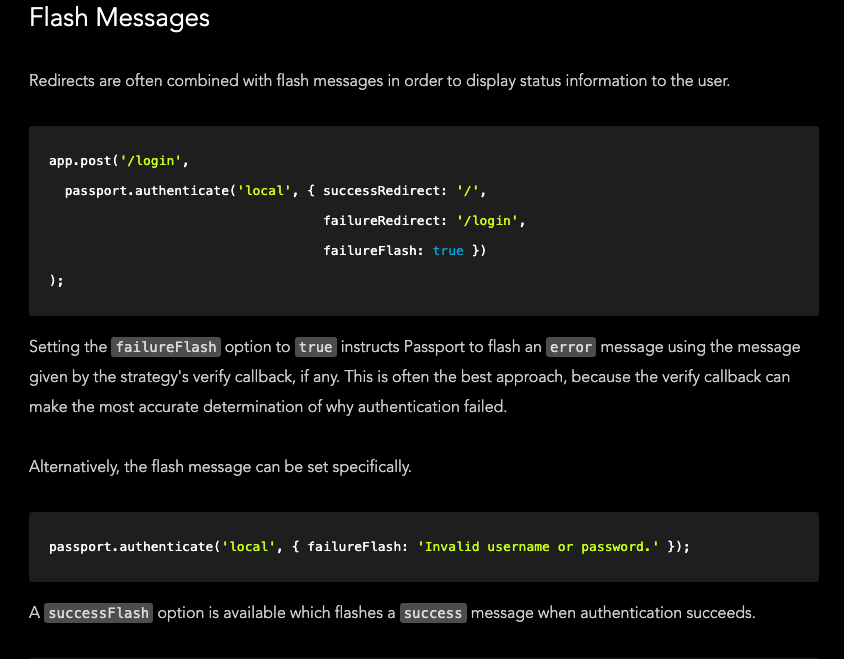 Flash Messages
Redirects are often combined with flash messages in order to display status information to the user.
app.post('/login',
  passport.authenticate('local', { successRedirect: '/',
                                   failureRedirect: '/login',
                                   failureFlash: true })
);
Setting the failureFlash option to true instructs Passport to flash an error message using the message
given by the strategy's verify callback, if any. This is often the best approach, because the verify callback can
make the most accurate determination of why authentication failed.
Alternatively, the flash message can be set specifically.
passport.authenticate('local', { failureFlash: 'Invalid username or password.' });
A successFlash option is available which flashes a success message when authentication succeeds.